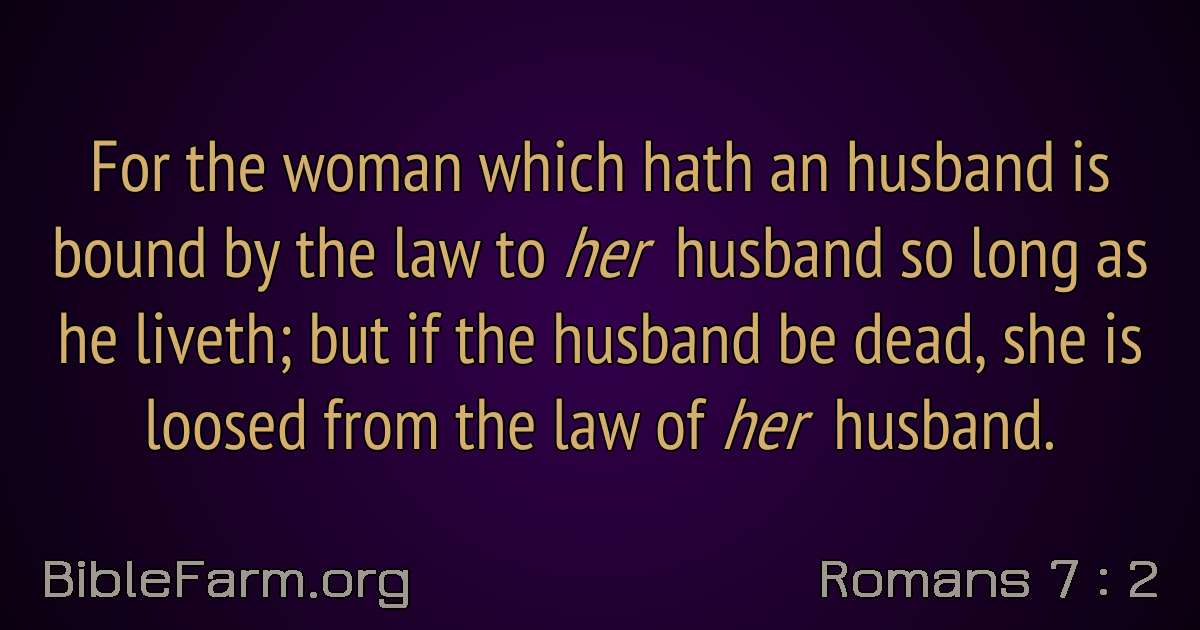 For the woman which hath an husband is
bound by the law to her husband so long as
he liveth; but if the husband be dead, she is
loosed from the law of her husband.
BibleFarm.org
Romans 7 : 2